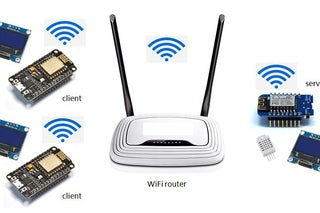 client
serv
WiFi router
client